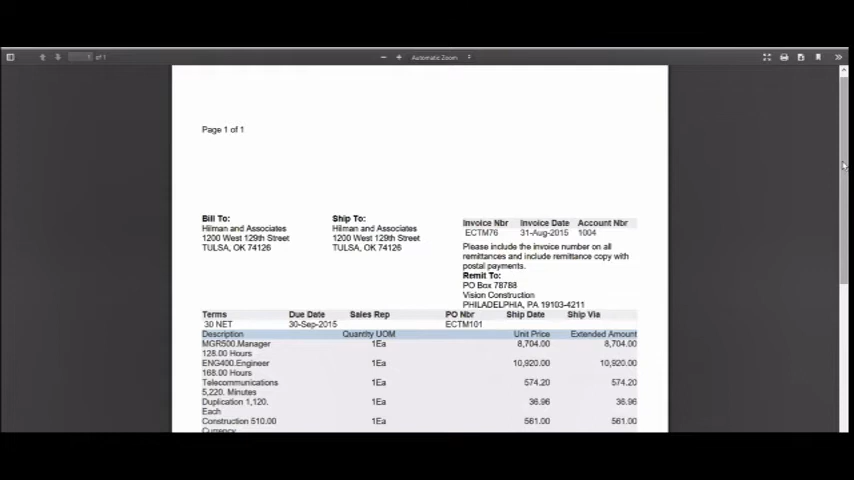 1 of 1
Automatic Zoom
Page 1 of 1
Bill To:
Hilman and Associates
1200 West 129th Street
TULSA, OK 74126
Ship To:
Hilman and Associates
1200 West 129th Street
TULSA, OK 74126
Invoice Nbr Invoice Date Account Nbr
ECTM76 31-Aug-2015 1004
Please include the invoice number on all
remittances and include remittance copy with
postal payments.
Remit To:
PO Box 78788
Vision Construction
PHILADELPHIA, PA 19103-4211
Terms Due Date Sales Rep PO Nbr Ship Date Ship Via
30 NET 30-Sep-2015 ECTM101
Description Quantity UOM Unit Price Extended Amount
MGR500.Manager 1Ea 8,704.00 8,704.00
128.00 Hours
ENG400.Engineer 1Ea 10,920.00 10,920.00
168.00 Hours
Telecommunications 1Ea 574.20 574.20
5,220. Minutes
Duplication 1,120. 1Ea 36.96 36.96
Each
Construction 510.00 1Ea 561.00 561.00
Currency